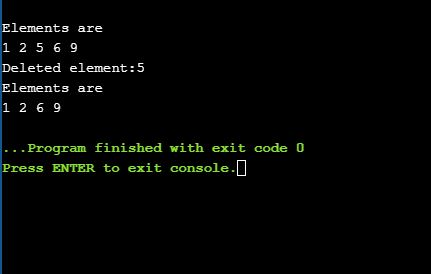 Elements are
1 2 5 6 9
Deleted element:5
Elements are
1 2 6 9
...Program finished with exit code 0
Press ENTER to exit console.